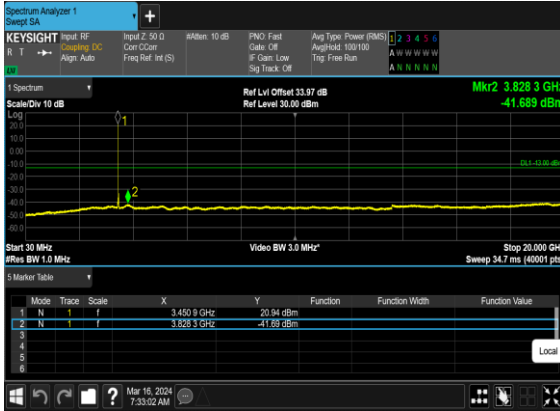 Spectrum Analyzer 1
Swept SA
+
KEYSIGHT Input: RF Input Z: 50 Ω #Atten: 10 dB PNO: Fast Avg Type: Power (RMS) 1 2 3 4 5 6
R T Coupling: DC Corr CCorr Gate: Off Avg|Hold: 100/100 A W W W W W
Align: Auto Freq Ref: Int (S) IF Gain: Low Trig: Free Run
Sig Track: Off A N N N N N
1 Spectrum Ref Lvl Offset 33.97 dB Mkr2 3.828 3 GHz
Scale/Div 10 dB Ref Level 30.00 dBm -41.689 dBm
Log
20.0
10.0
0.00
-10.0
-20.0
-30.0
-40.0
-50.0
-60.0
1
2
DL1 -13.00 dBm
Start 30 MHz Video BW 3.0 MHz* Stop 20.000 GH
#Res BW 1.0 MHz Sweep 34.7 ms (40001 pts
5 Marker Table
Mode Trace Scale X Y Function Function Width Function Value
1 N 1 f 3.450 9 GHz 20.94 dBm
2 N 1 f 3.828 3 GHz -41.69 dBm
3
4
5
6
Local
?
Mar 16, 2024
7:33:02 AM